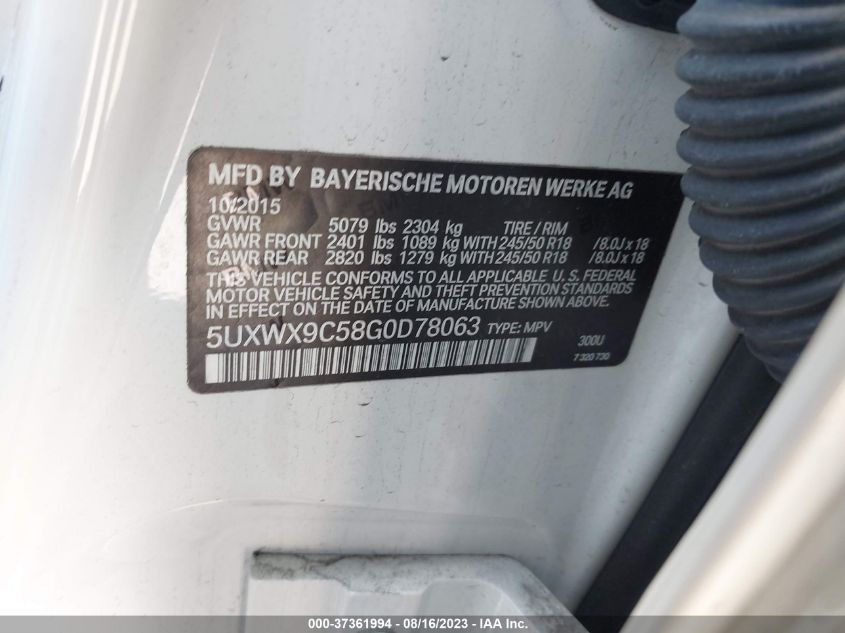 MFD BY BAYERISCHE MOTOREN WERKE AG
10/2015
GVWR 5079 lbs 2304 kg TIRE / RIM
GAWR FRONT 2401 lbs 1089 kg WITH 245/50 R18 /8.0J x 18
GAWR REAR 2820 lbs 1279 kg WITH 245/50 R18 /8.0J x 18
THIS VEHICLE CONFORMS TO ALL APPLICABLE U. S. FEDERAL
MOTOR VEHICLE SAFETY AND THEFT PREVENTION STANDARDS
IN EFFECT ON THE DATE OF MANUFACTURE SHOWN ABOVE.
5UXWX9C58G0D78063 TYPE: MPV 300U
7 320 730
000-37361994 - 08/16/2023 - IAA Inc.